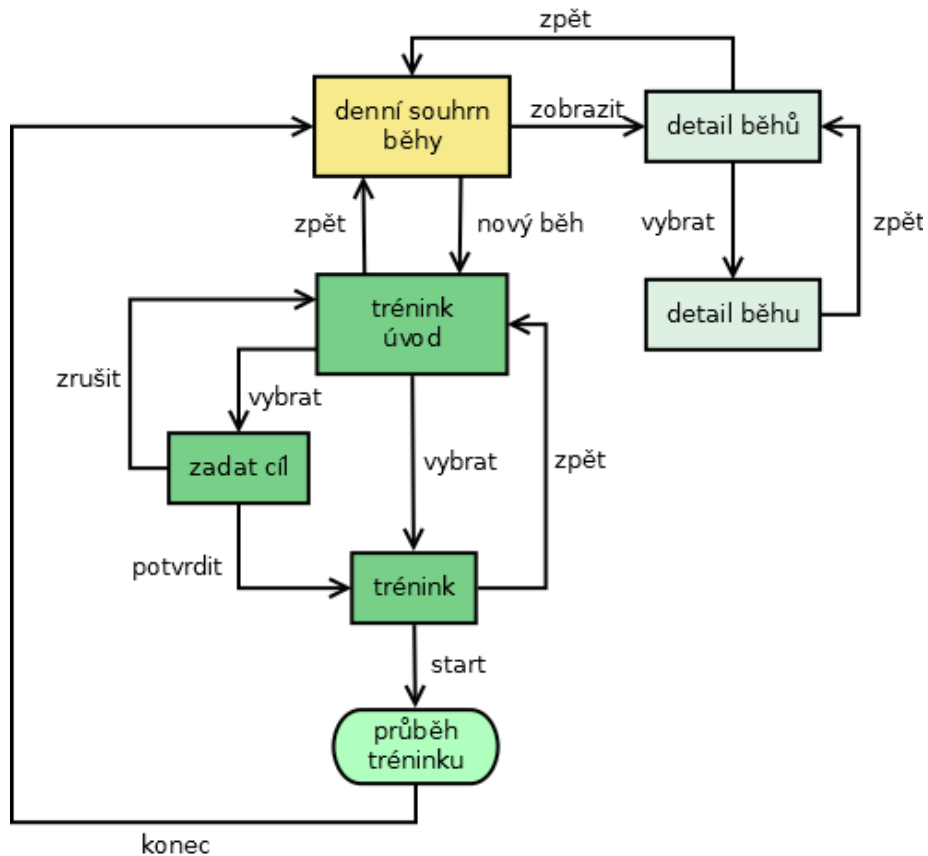 zpět
denní souhrn
běhy
zobrazit
detail běhů
zpět
nový běh
vybrat
zpět
trénink
úvod
detail běhu
zrušit
vybrat
zadat cíl
vybrat
zpět
potvrdit
trénink
start
průběh
tréninku
konec